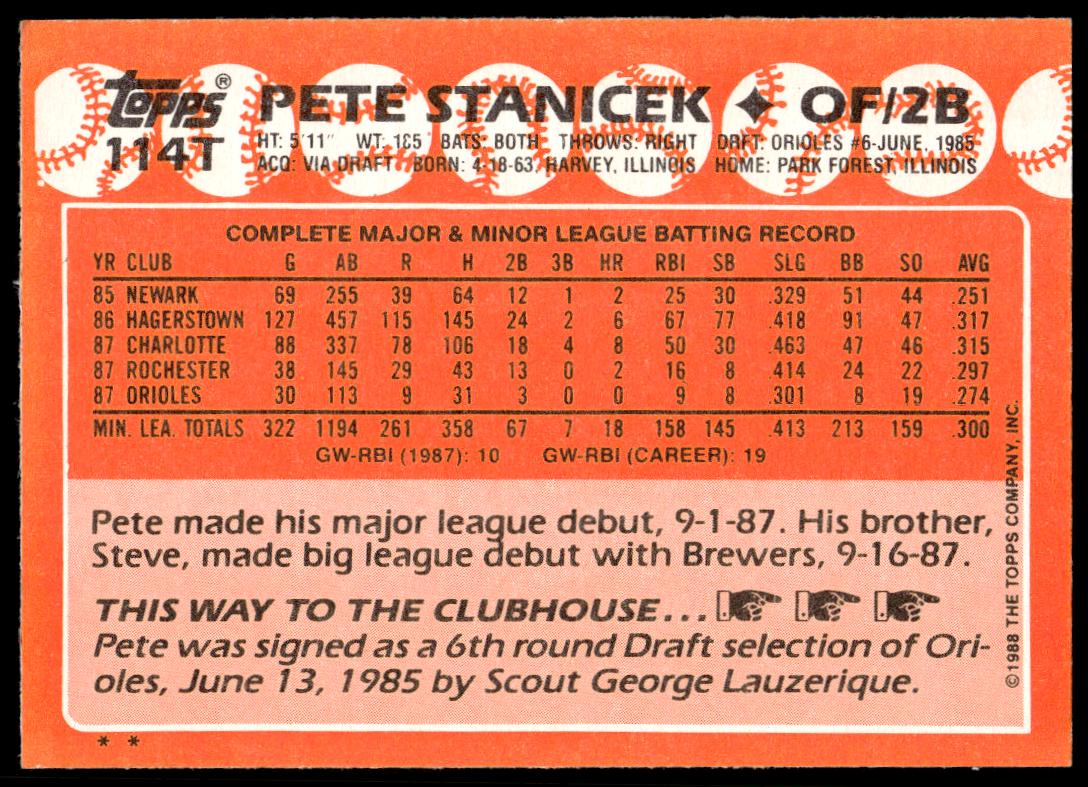 topps® PETE STANICEK ✦ OF/2B
114T
HT: 5'11" WT: 185 BATS: BOTH THROWS: RIGHT DRFT: ORIOLES #6-JUNE, 1985
ACQ: VIA DRAFT BORN: 4-18-63, HARVEY, ILLINOIS HOME: PARK FOREST, ILLINOIS
COMPLETE MAJOR & MINOR LEAGUE BATTING RECORD
YR CLUB G AB R H 2B 3B HR RBI SB SLG BB SO AVG
85 NEWARK 69 255 39 64 12 1 2 25 30 .329 51 44 .251
86 HAGERSTOWN 127 457 115 145 24 2 6 67 77 .418 91 47 .317
87 CHARLOTTE 88 337 78 106 18 4 8 50 30 .463 47 46 .315
87 ROCHESTER 38 145 29 43 13 0 2 16 8 .414 24 22 .297
87 ORIOLES 30 113 9 31 3 0 0 9 8 .301 8 19 .274
MIN. LEA. TOTALS 322 1194 261 358 67 7 18 158 145 .413 213 159 .300
GW-RBI (1987): 10 GW-RBI (CAREER): 19
Pete made his major league debut, 9-1-87. His brother,
Steve, made big league debut with Brewers, 9-16-87.
THIS WAY TO THE CLUBHOUSE...
Pete was signed as a 6th round Draft selection of Ori-
oles, June 13, 1985 by Scout George Lauzerique.
©1988 THE TOPPS COMPANY, INC.
* *